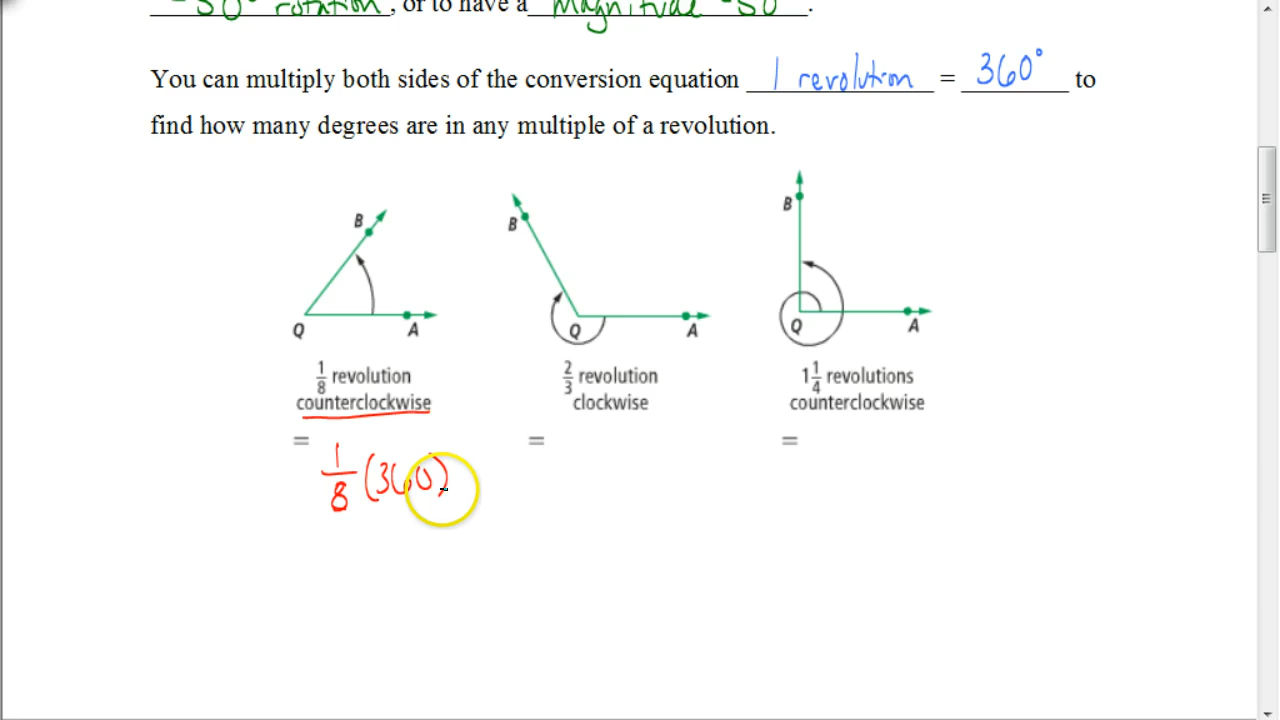 -50° rotation, or to have a magnitude -50
You can multiply both sides of the conversion equation 1 revolution = 360° to
find how many degrees are in any multiple of a revolution.
B B B
Q A Q A Q A
1/8 revolution 2/3 revolution 1 1/4 revolutions
counterclockwise clockwise counterclockwise
= = =
1/8 (360)